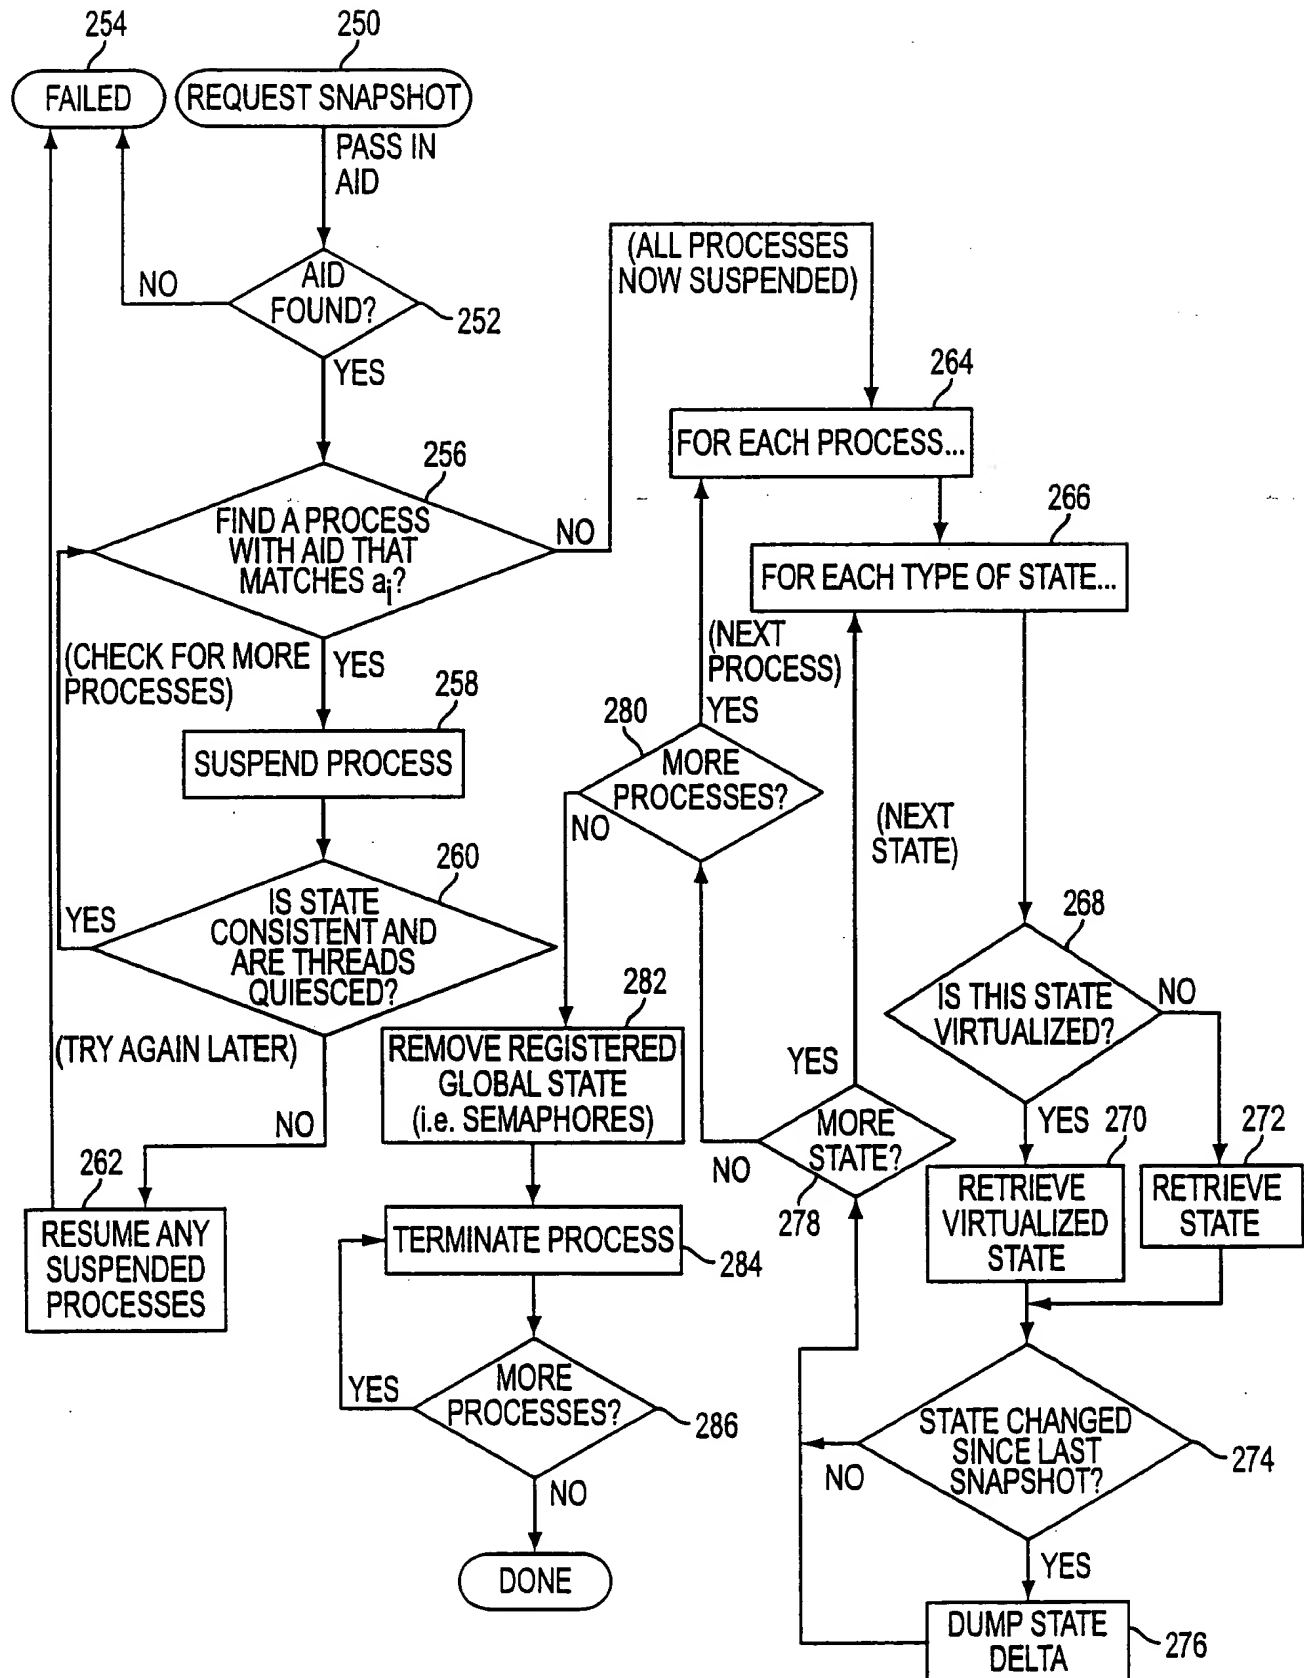 254
250
FAILED
REQUEST SNAPSHOT
PASS IN
AID
NO
AID
FOUND?
252
YES
(ALL PROCESSES
NOW SUSPENDED)
264
FOR EACH PROCESS...
256
FIND A PROCESS
WITH AID THAT
MATCHES ai?
NO
266
FOR EACH TYPE OF STATE...
(CHECK FOR MORE
PROCESSES)
YES
258
SUSPEND PROCESS
(NEXT
PROCESS)
YES
280
MORE
PROCESSES?
NO
(NEXT
STATE)
260
IS STATE
CONSISTENT AND
ARE THREADS
QUIESCED?
YES
(TRY AGAIN LATER)
NO
262
RESUME ANY
SUSPENDED
PROCESSES
282
REMOVE REGISTERED
GLOBAL STATE
(i.e. SEMAPHORES)
TERMINATE PROCESS
284
MORE
PROCESSES?
YES
286
NO
DONE
268
IS THIS STATE
VIRTUALIZED?
NO
YES
270
RETRIEVE
VIRTUALIZED
STATE
272
RETRIEVE
STATE
YES
MORE
STATE?
NO
278
STATE CHANGED
SINCE LAST
SNAPSHOT?
274
NO
YES
DUMP STATE
DELTA
276